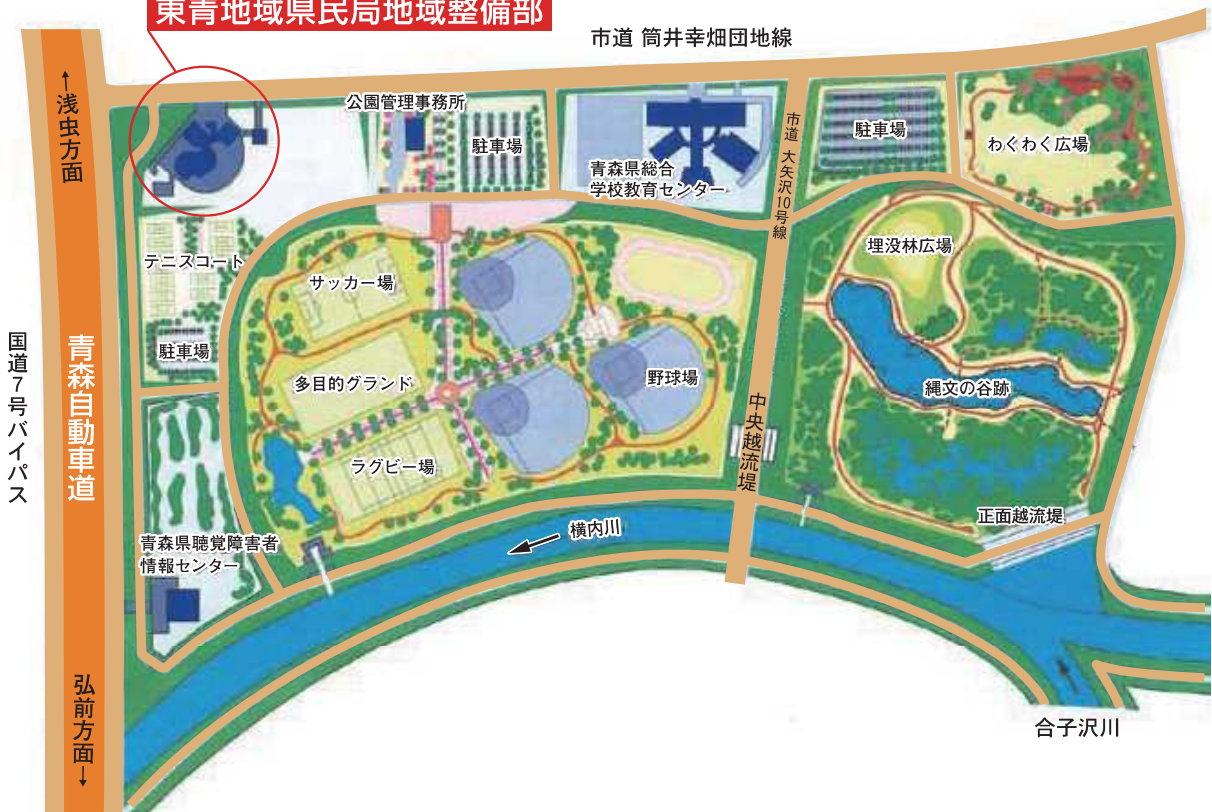 東青地域県民局地域整備部
市道 筒井幸畑団地線
←浅虫方面
公園管理事務所
駐車場
青森県総合
学校教育センター
市道 大矢沢10号線
駐車場
わくわく広場
テニスコート
サッカー場
埋没林広場
駐車場
多目的グランド
野球場
縄文の谷跡
国道7号バイパス
青森自動車道
中央越流堤
ラグビー場
正面越流堤
横内川
青森県聴覚障害者
情報センター
弘前方面→
合子沢川